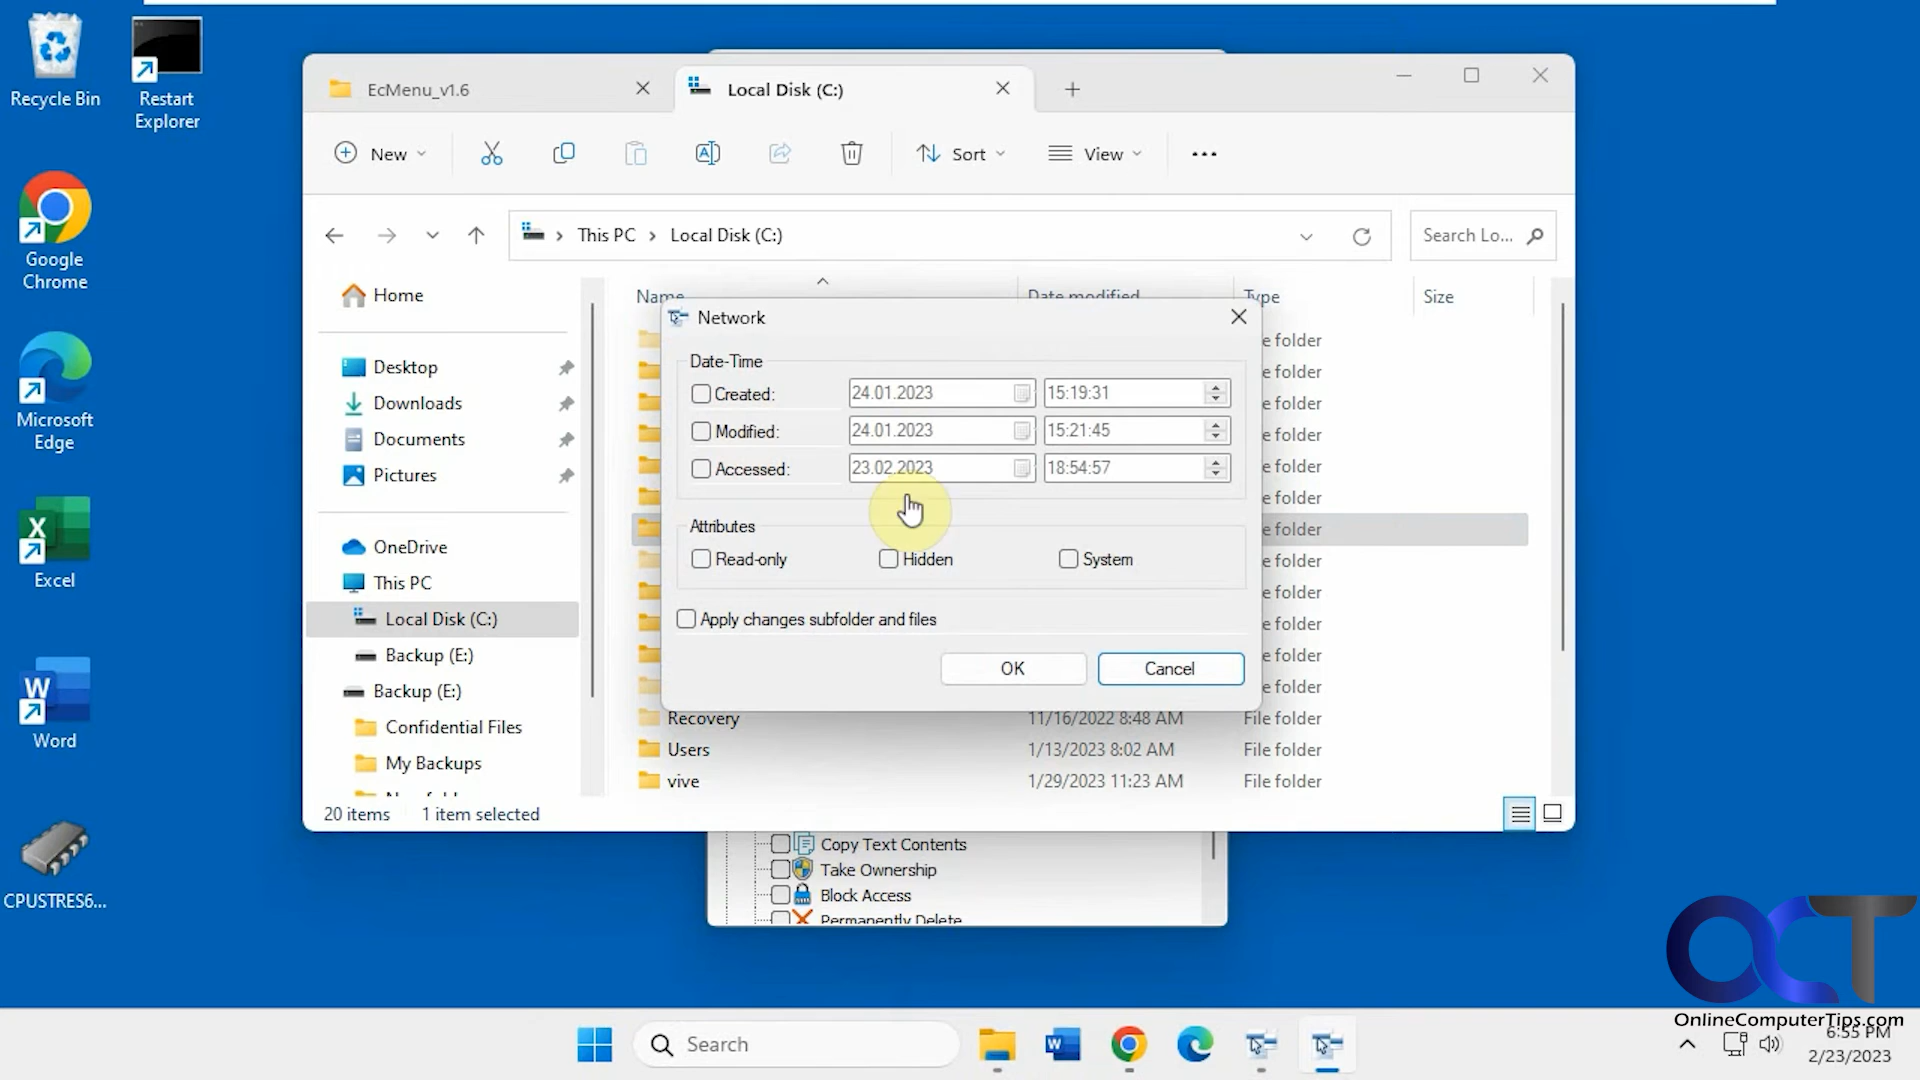 Recycle Bin
Restart
Explorer
Google
Chrome
Microsoft
Edge
Excel
Word
CPUSTRES6...
EcMenu_v1.6
Local Disk (C:)
New
Sort
View
This PC
Local Disk (C:)
Search Lo...
Home
Desktop
Downloads
Documents
Pictures
OneDrive
This PC
Local Disk (C:)
Backup (E:)
Backup (E:)
Confidential Files
My Backups
Name
Date modified
Type
Size
e folder
e folder
e folder
e folder
e folder
e folder
e folder
e folder
e folder
e folder
e folder
e folder
Network
Date-Time
Created: 24.01.2023 15:19:31
Modified: 24.01.2023 15:21:45
Accessed: 23.02.2023 18:54:57
Attributes
Read-only Hidden System
Apply changes subfolder and files
OK Cancel
Recovery 11/16/2022 8:48 AM File folder
Users 1/13/2023 8:02 AM File folder
vive 1/29/2023 11:23 AM File folder
20 items 1 item selected
Copy Text Contents
Take Ownership
Block Access
Permanently Delete
OCT
OnlineComputerTips.com
Search
6:55 PM
2/23/2023